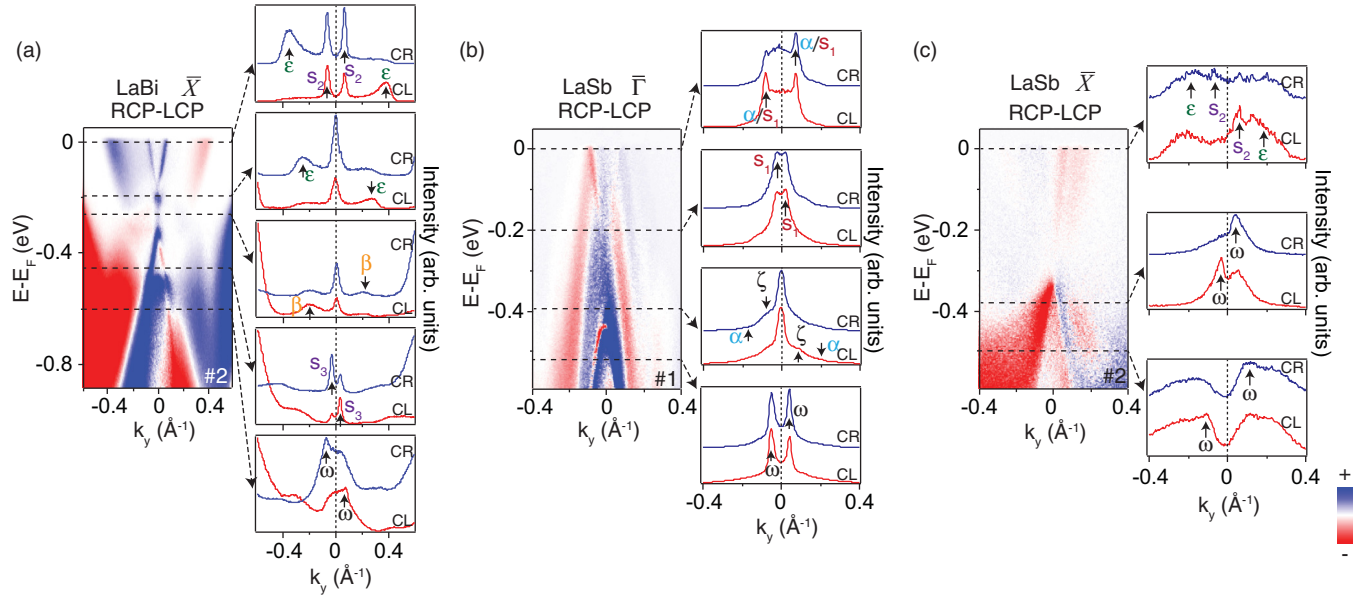 (a)
LaBi X̅
RCP-LCP
E-E_F (eV)
0
-0.4
-0.8
#2
-0.4 0 0.4
k_y (Å⁻¹)
CR
ε
S₂ S₂ ε
CL
CR
ε ε
CL
CR
β
β
CL
CR
S₃
S₃
CL
CR
ω
ω
CL
-0.4 0 0.4
k_y (Å⁻¹)
Intensity (arb. units)
(b)
LaSb Γ̅
RCP-LCP
E-E_F (eV)
0
-0.2
-0.4
#1
-0.4 0 0.4
k_y (Å⁻¹)
α/S₁
CR
α/S₁
CL
S₁
CR
S₁
CL
ζ
CR
α ζ α
CL
ω
CR
ω
CL
-0.4 0 0.4
k_y (Å⁻¹)
Intensity (arb. units)
(c)
LaSb X̅
RCP-LCP
E-E_F (eV)
0
-0.2
-0.4
#2
-0.4 0 0.4
k_y (Å⁻¹)
CR
ε S₂
CL
S₂ ε
CR
ω
CL
ω
CR
ω
CL
ω
-0.4 0 0.4
k_y (Å⁻¹)
Intensity (arb. units)
+
-